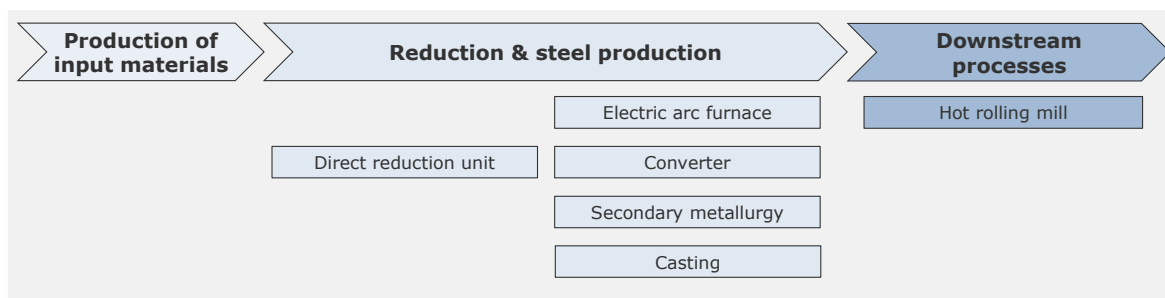 Production of
input materials
Reduction & steel production
Downstream
processes
Electric arc furnace
Hot rolling mill
Direct reduction unit
Converter
Secondary metallurgy
Casting